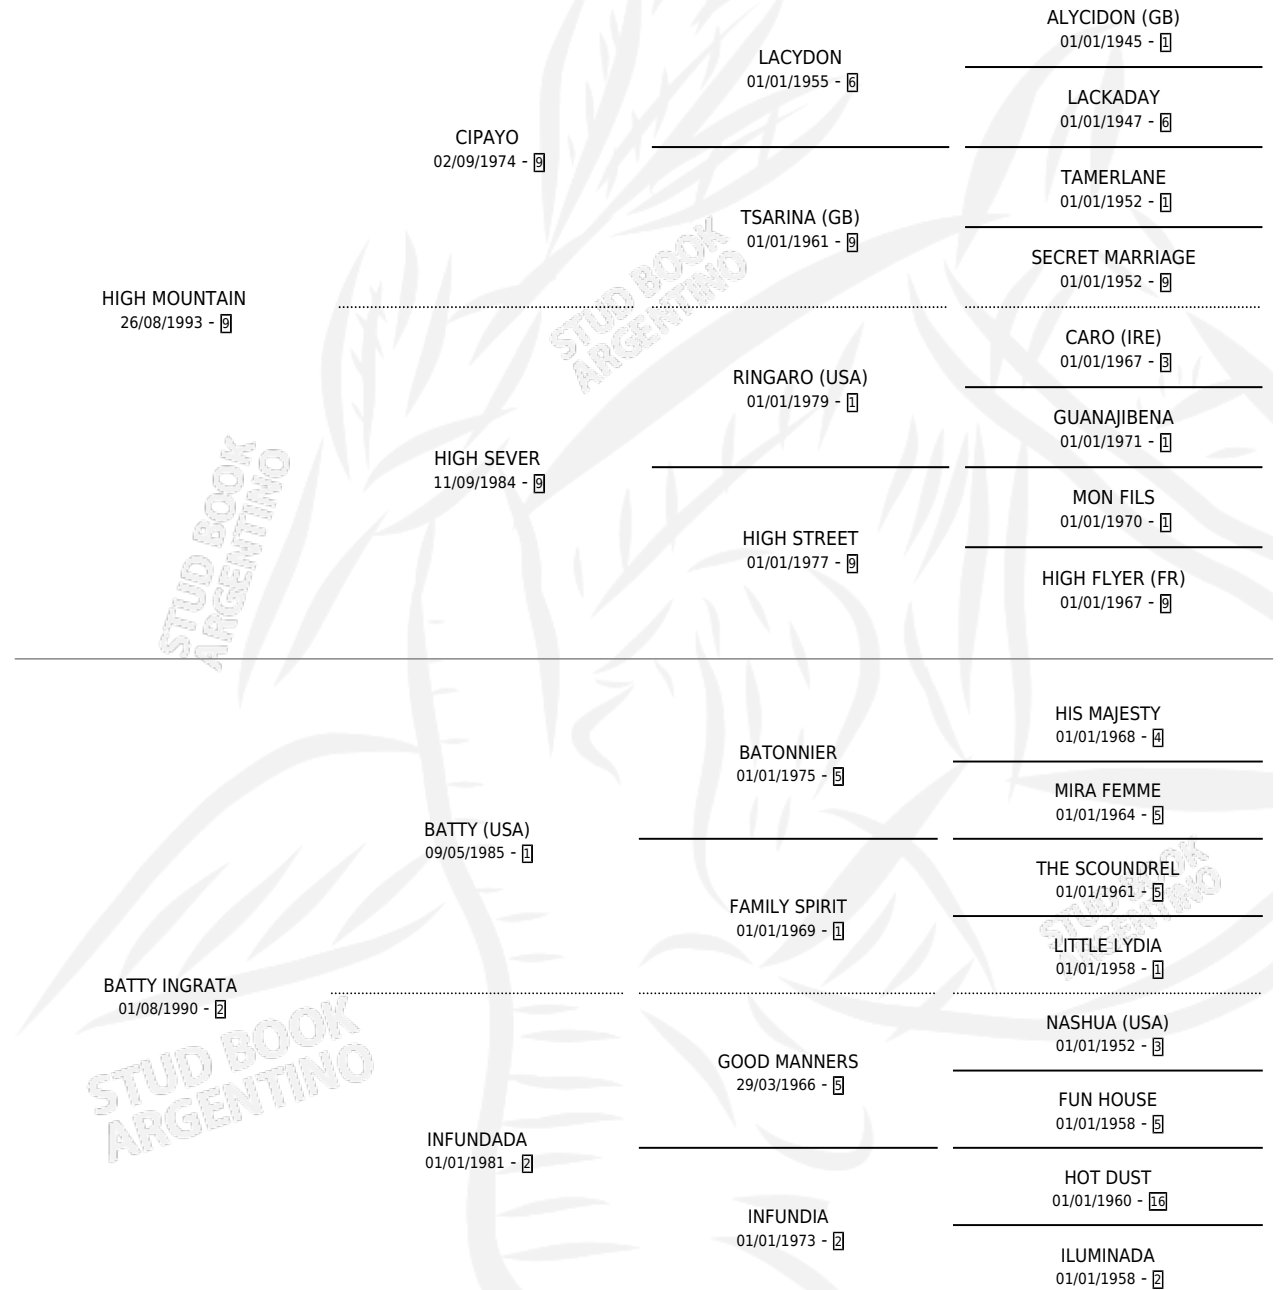 ALYCIDON (GB)
01/01/1945 - 1
LACYDON
01/01/1955 - 6
LACKADAY
01/01/1947 - 6
CIPAYO
02/09/1974 - 9
TAMERLANE
01/01/1952 - 1
TSARINA (GB)
01/01/1961 - 9
SECRET MARRIAGE
01/01/1952 - 9
HIGH MOUNTAIN
26/08/1993 - 9
CARO (IRE)
01/01/1967 - 3
RINGARO (USA)
01/01/1979 - 1
GUANAJIBENA
01/01/1971 - 1
HIGH SEVER
11/09/1984 - 9
MON FILS
01/01/1970 - 1
HIGH STREET
01/01/1977 - 9
HIGH FLYER (FR)
01/01/1967 - 9
HIS MAJESTY
01/01/1968 - 4
BATONNIER
01/01/1975 - 5
MIRA FEMME
01/01/1964 - 5
BATTY (USA)
09/05/1985 - 1
THE SCOUNDREL
01/01/1961 - 5
FAMILY SPIRIT
01/01/1969 - 1
LITTLE LYDIA
01/01/1958 - 1
BATTY INGRATA
01/08/1990 - 2
NASHUA (USA)
01/01/1952 - 3
GOOD MANNERS
29/03/1966 - 5
FUN HOUSE
01/01/1958 - 5
INFUNDADA
01/01/1981 - 2
HOT DUST
01/01/1960 - 16
INFUNDIA
01/01/1973 - 2
ILUMINADA
01/01/1958 - 2
STUD BOOK
ARGENTINO
STUD BOOK
ARGENTINO
STUD BOOK
ARGENTINO
STUD BOOK
ARGENTINO